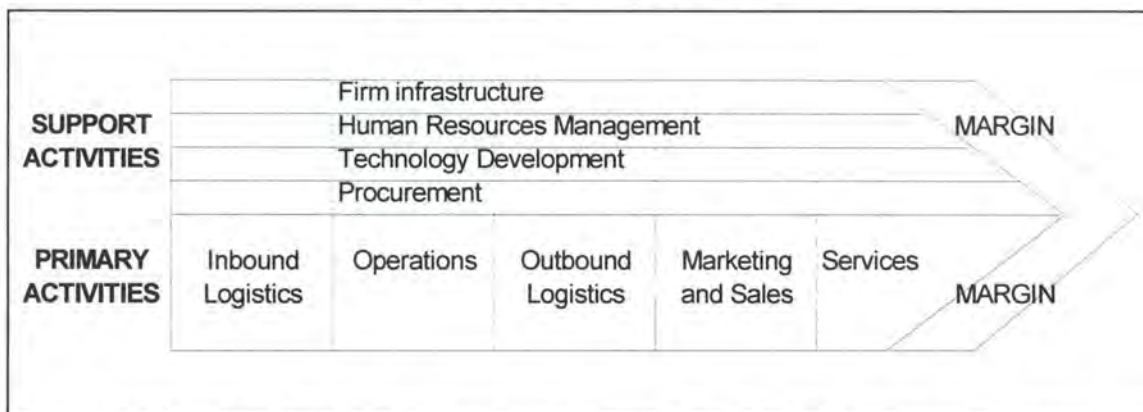 Firm infrastructure
SUPPORT
ACTIVITIES
Human Resources Management
MARGIN
Technology Development
Procurement
PRIMARY
ACTIVITIES
Inbound
Logistics
Operations
Outbound
Logistics
Marketing
and Sales
Services
MARGIN